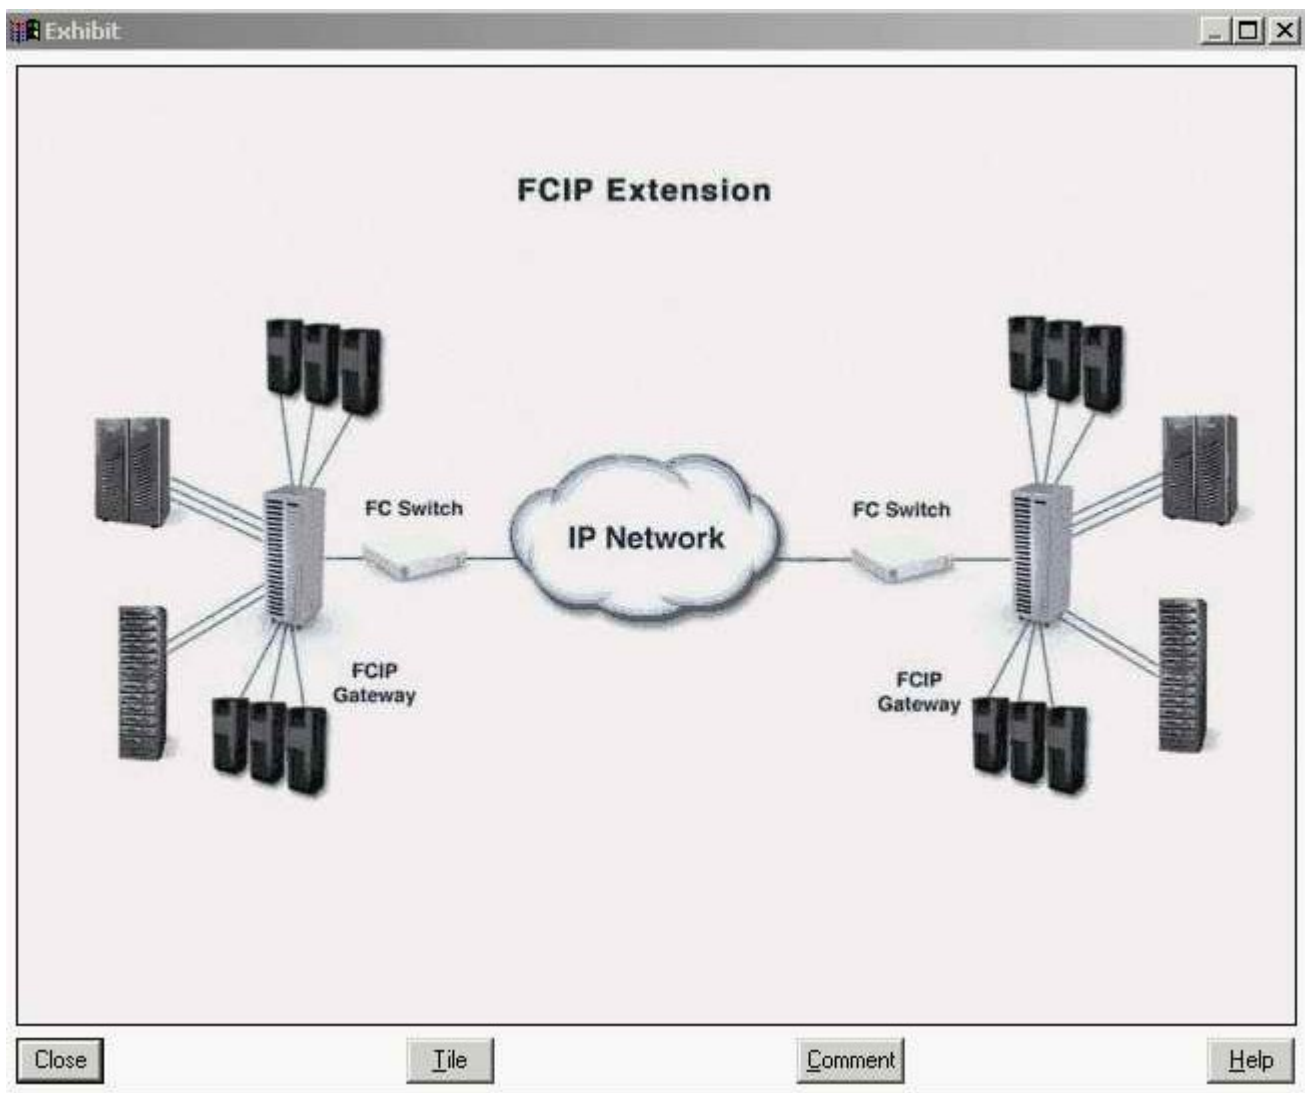 Exhibit
FCIP Extension
FC Switch
IP Network
FC Switch
FCIP
Gateway
FCIP
Gateway
Close
Tile
Comment
Help